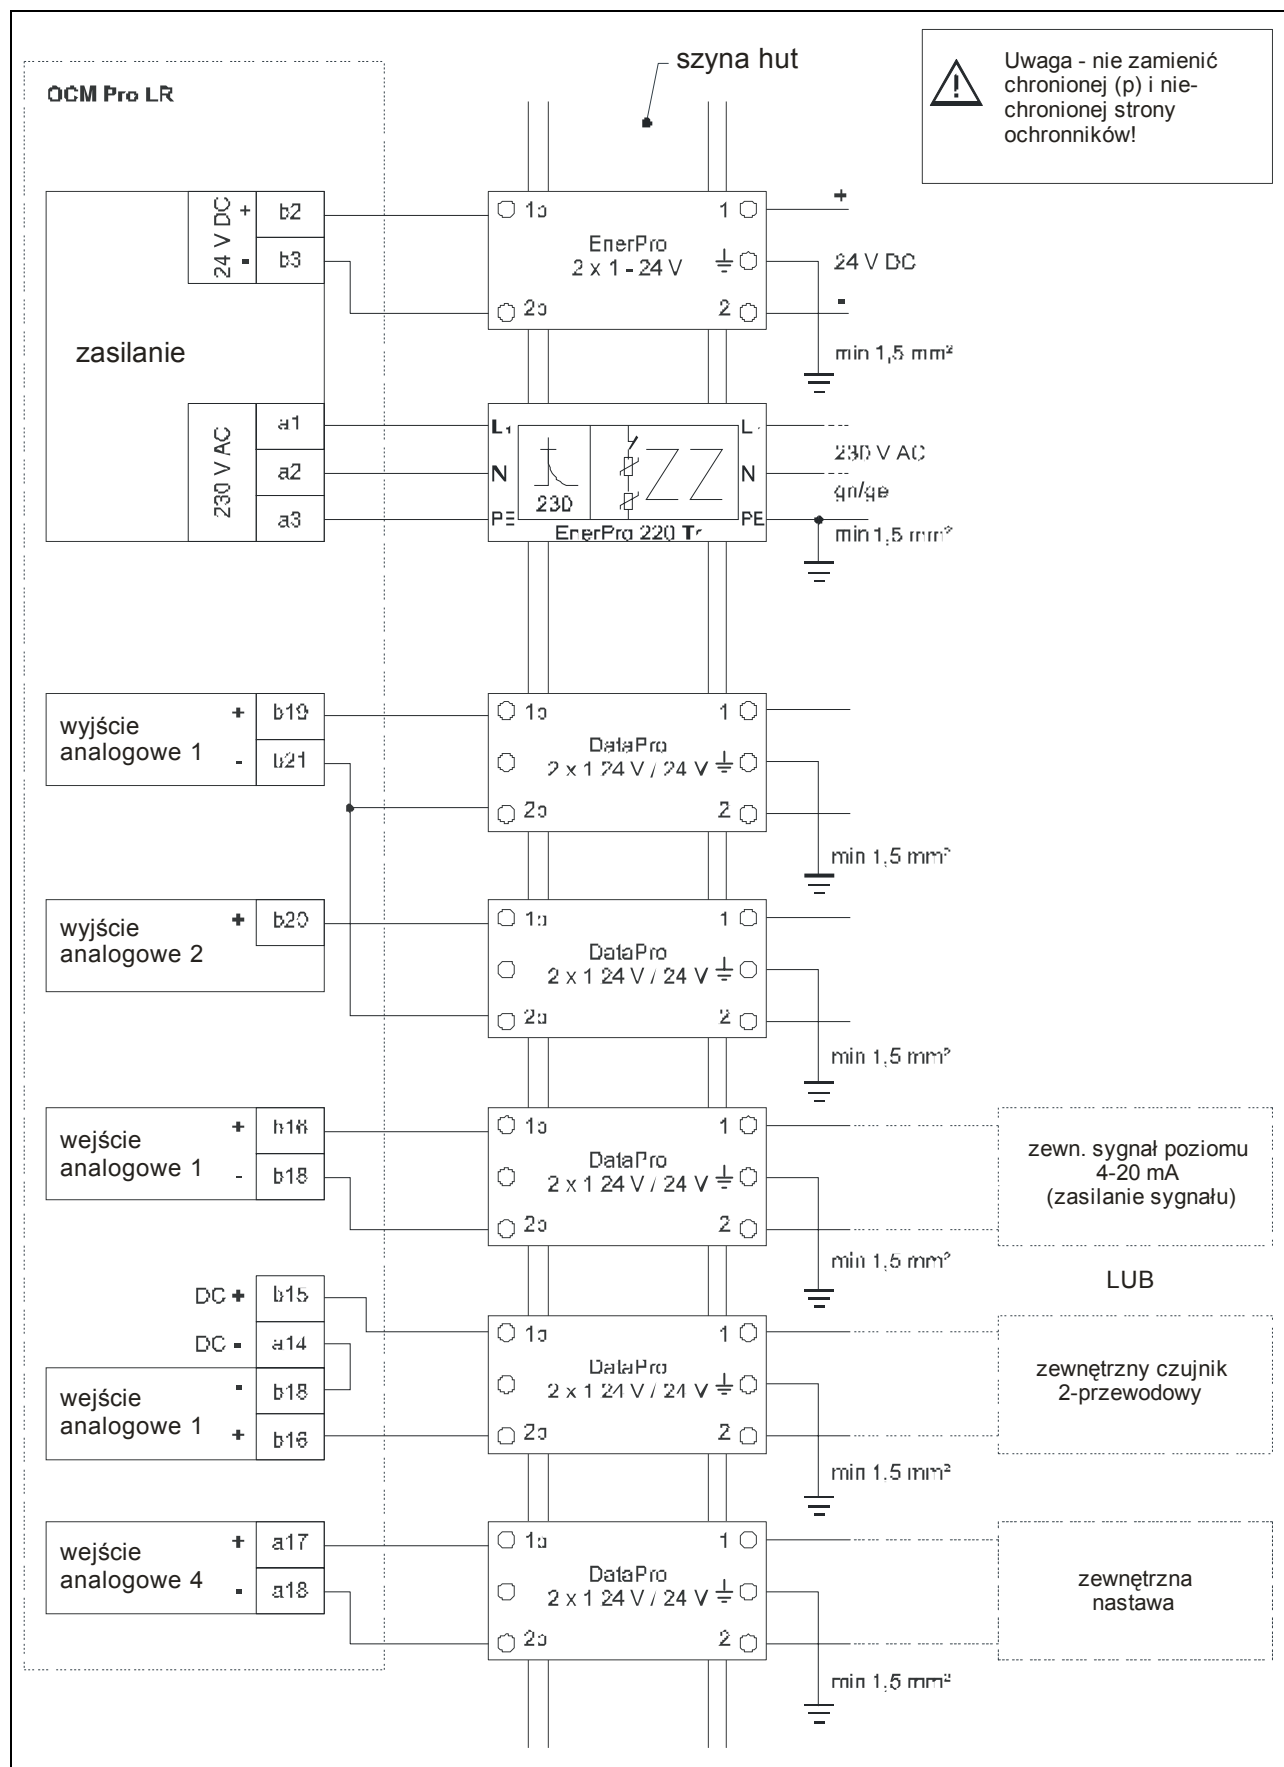 szyna hut
Uwaga - nie zamienić
chronionej (p) i nie-
chronionej strony
ochronników!
OCM Pro LR
zasilanie
24 V DC
+
-
b2
b3
1p
2p
EnerPro
2 x 1 - 24 V
1
2
+
24 V DC
-
min 1,5 mm²
230 V AC
a1
a2
a3
N
PE
230
EnerPro 220 Tr
N
PE
230 V AC
gn/ge
min 1,5 mm²
wyjście
analogowe 1
+
-
b19
b21
1p
2p
DataPro
2 x 1 24 V / 24 V
1
2
min 1,5 mm²
wyjście
analogowe 2
+
b20
1p
2p
DataPro
2 x 1 24 V / 24 V
1
2
min 1,5 mm²
wejście
analogowe 1
+
-
b16
b18
1p
2p
DataPro
2 x 1 24 V / 24 V
1
2
min 1,5 mm²
zewn. sygnał poziomu
4-20 mA
(zasilanie sygnału)
LUB
DC +
DC -
b15
a14
wejście
analogowe 1
-
+
b18
b16
1p
2p
DataPro
2 x 1 24 V / 24 V
1
2
min 1.5 mm²
zewnętrzny czujnik
2-przewodowy
wejście
analogowe 4
+
-
a17
a18
1p
2p
DataPro
2 x 1 24 V / 24 V
1
2
min 1,5 mm²
zewnętrzna
nastawa